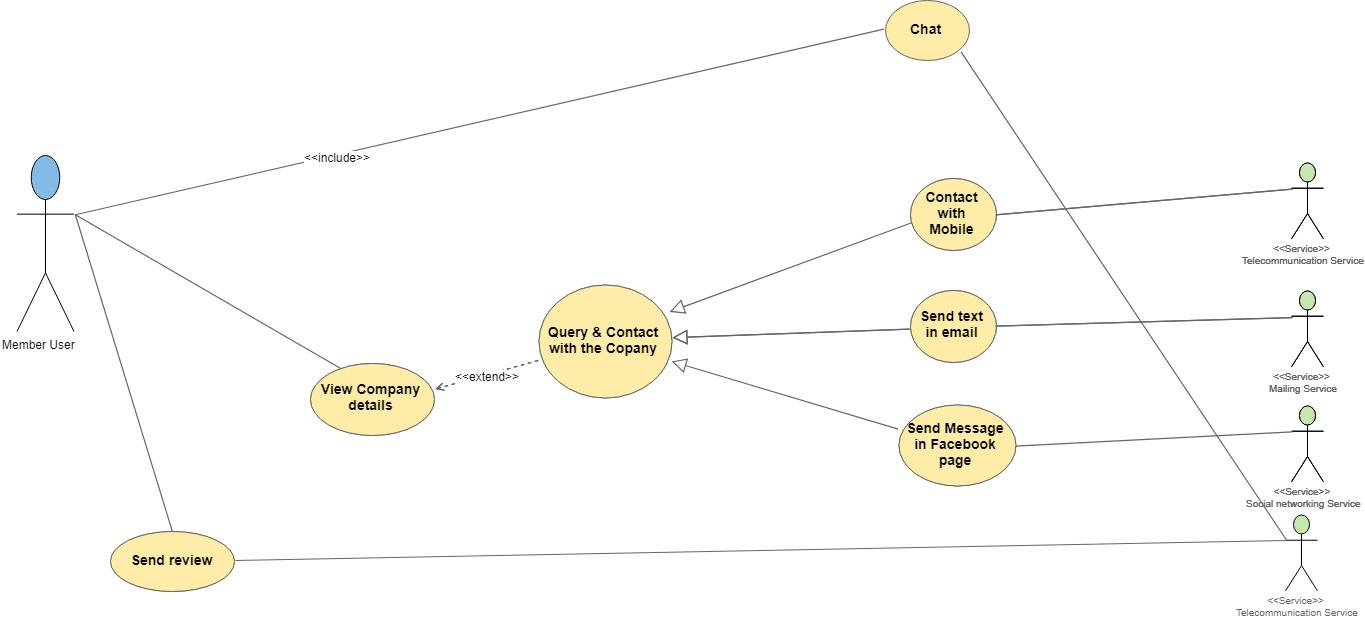 Chat
<<include>>
Contact
with
Mobile
<<Service>>
Telecommunication Service
Member User
Query & Contact
with the Copany
Send text
in email
<<Service>>
Mailing Service
<<extend>>
View Company
details
Send Message
in Facebook
page
<<Service>>
Social networking Service
Send review
<<Service>>
Telecommunication Service